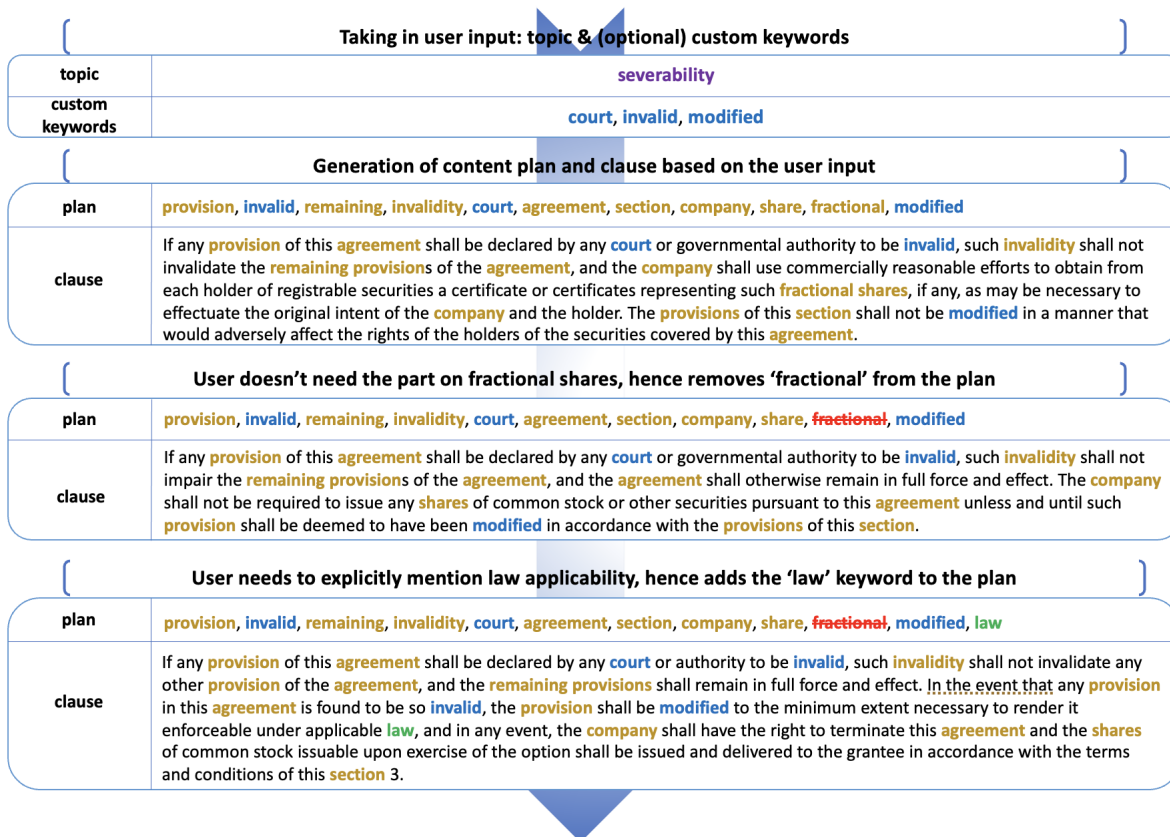 Taking in user input: topic & (optional) custom keywords
topic
severability
custom
keywords
court, invalid, modified
Generation of content plan and clause based on the user input
plan
provision, invalid, remaining, invalidity, court, agreement, section, company, share, fractional, modified
clause
If any provision of this agreement shall be declared by any court or governmental authority to be invalid, such invalidity shall not
invalidate the remaining provisions of the agreement, and the company shall use commercially reasonable efforts to obtain from
each holder of registrable securities a certificate or certificates representing such fractional shares, if any, as may be necessary to
effectuate the original intent of the company and the holder. The provisions of this section shall not be modified in a manner that
would adversely affect the rights of the holders of the securities covered by this agreement.
User doesn’t need the part on fractional shares, hence removes ‘fractional’ from the plan
plan
provision, invalid, remaining, invalidity, court, agreement, section, company, share, fractional, modified
clause
If any provision of this agreement shall be declared by any court or governmental authority to be invalid, such invalidity shall not
impair the remaining provisions of the agreement, and the agreement shall otherwise remain in full force and effect. The company
shall not be required to issue any shares of common stock or other securities pursuant to this agreement unless and until such
provision shall be deemed to have been modified in accordance with the provisions of this section.
User needs to explicitly mention law applicability, hence adds the ‘law’ keyword to the plan
plan
provision, invalid, remaining, invalidity, court, agreement, section, company, share, fractional, modified, law
clause
If any provision of this agreement shall be declared by any court or authority to be invalid, such invalidity shall not invalidate any
other provision of the agreement, and the remaining provisions shall remain in full force and effect. In the event that any provision
in this agreement is found to be so invalid, the provision shall be modified to the minimum extent necessary to render it
enforceable under applicable law, and in any event, the company shall have the right to terminate this agreement and the shares
of common stock issuable upon exercise of the option shall be issued and delivered to the grantee in accordance with the terms
and conditions of this section 3.